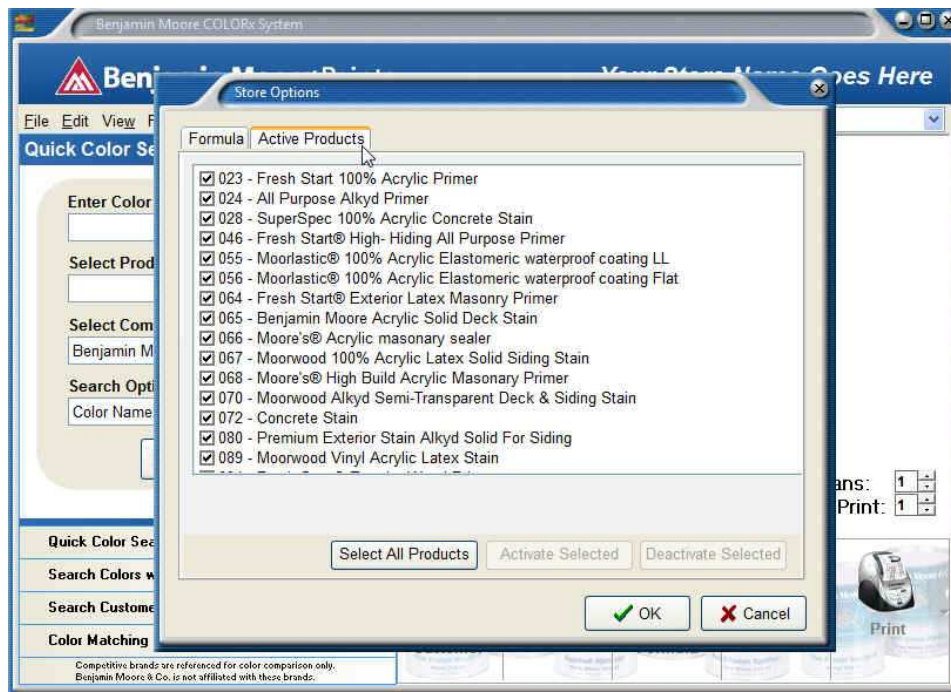 Benjamin Moore COLORx System
Store Options
Goes Here
File Edit View
Quick Color Se
Formula Active Products
Enter Color
Select Prod
Select Com
Benjamin M
Search Opti
Color Name
023 - Fresh Start 100% Acrylic Primer
024 - All Purpose Alkyd Primer
028 - SuperSpec 100% Acrylic Concrete Stain
046 - Fresh Start® High- Hiding All Purpose Primer
055 - Moorlastic® 100% Acrylic Elastomeric waterproof coating LL
056 - Moorlastic® 100% Acrylic Elastomeric waterproof coating Flat
064 - Fresh Start® Exterior Latex Masonry Primer
065 - Benjamin Moore Acrylic Solid Deck Stain
066 - Moore's® Acrylic masonary sealer
067 - Moorwood 100% Acrylic Latex Solid Siding Stain
068 - Moore's® High Build Acrylic Masonary Primer
070 - Moorwood Alkyd Semi-Transparent Deck & Siding Stain
072 - Concrete Stain
080 - Premium Exterior Stain Alkyd Solid For Siding
089 - Moorwood Vinyl Acrylic Latex Stain
ans: 1
Print: 1
Select All Products Activate Selected Deactivate Selected
OK Cancel
Quick Color Sea
Search Colors w
Search Custome
Color Matching
Print
Competitive brands are referenced for color comparison only.
Benjamin Moore & Co. is not affiliated with these brands.